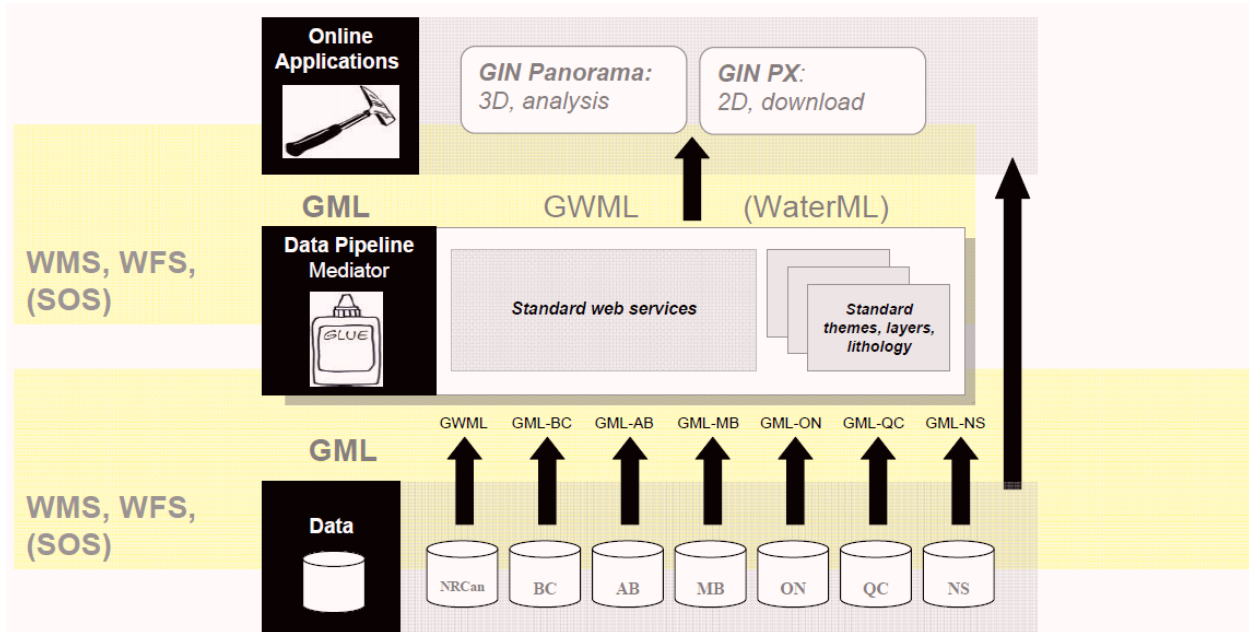 Online
Applications
GIN Panorama:
3D, analysis
GIN PX:
2D, download
GML
GWML
(WaterML)
WMS, WFS,
(SOS)
Data Pipeline
Mediator
GLUE
Standard web services
Standard
themes, layers,
lithology
GWML
GML-BC
GML-AB
GML-MB
GML-ON
GML-QC
GML-NS
GML
WMS, WFS,
(SOS)
Data
NRCan
BC
AB
MB
ON
QC
NS